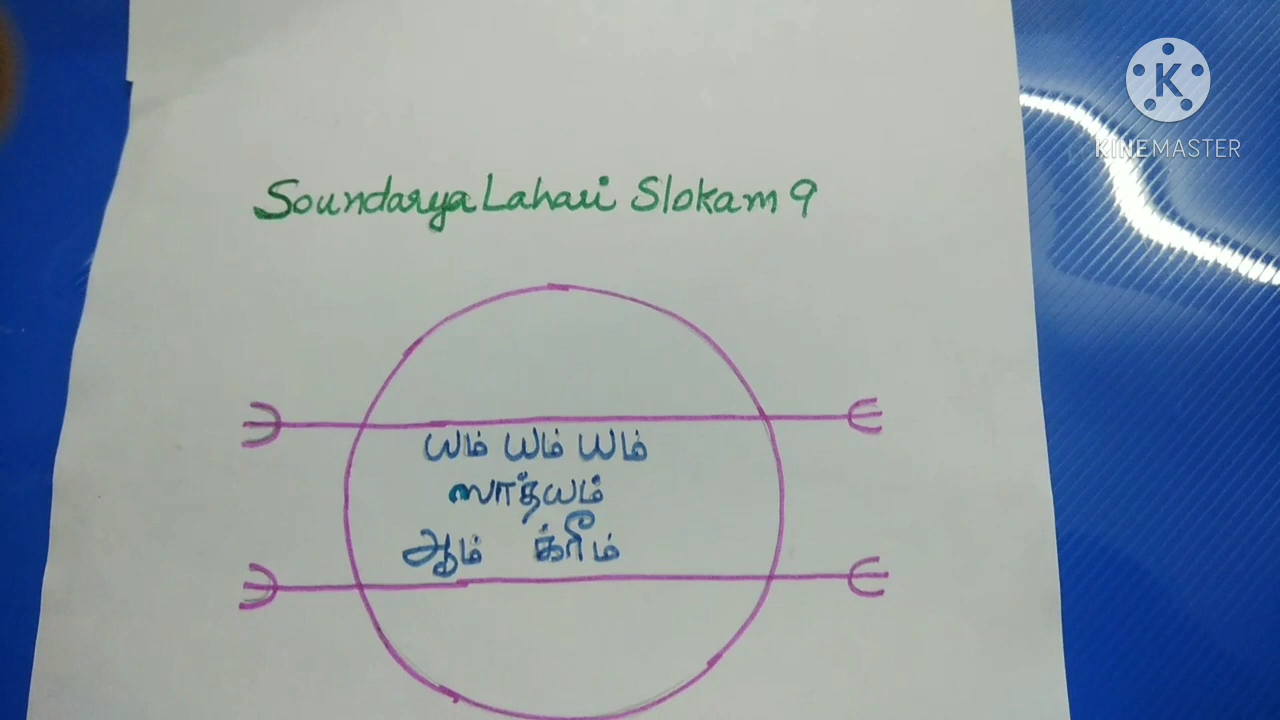 K
KINEMASTER
Soundarya Lahari Slokam 9
யம் யம் யம்
ஸாத்யம்
ஆம் க்ரீம்